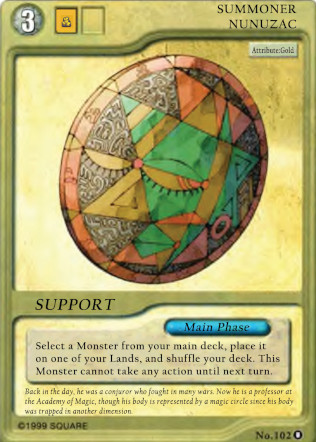 3
SUMMONER
NUNUZAC
Attribute:Gold
SUPPORT
Main Phase
Select a Monster from your main deck, place it
on one of your Lands, and shuffle your deck. This
Monster cannot take any action until next turn.
Back in the day, he was a conjuror who fought in many wars. Now he is a professor at
the Academy of Magic, though his body is represented by a magic circle since his body
was trapped in another dimension.
©1999 SQUARE
No.102